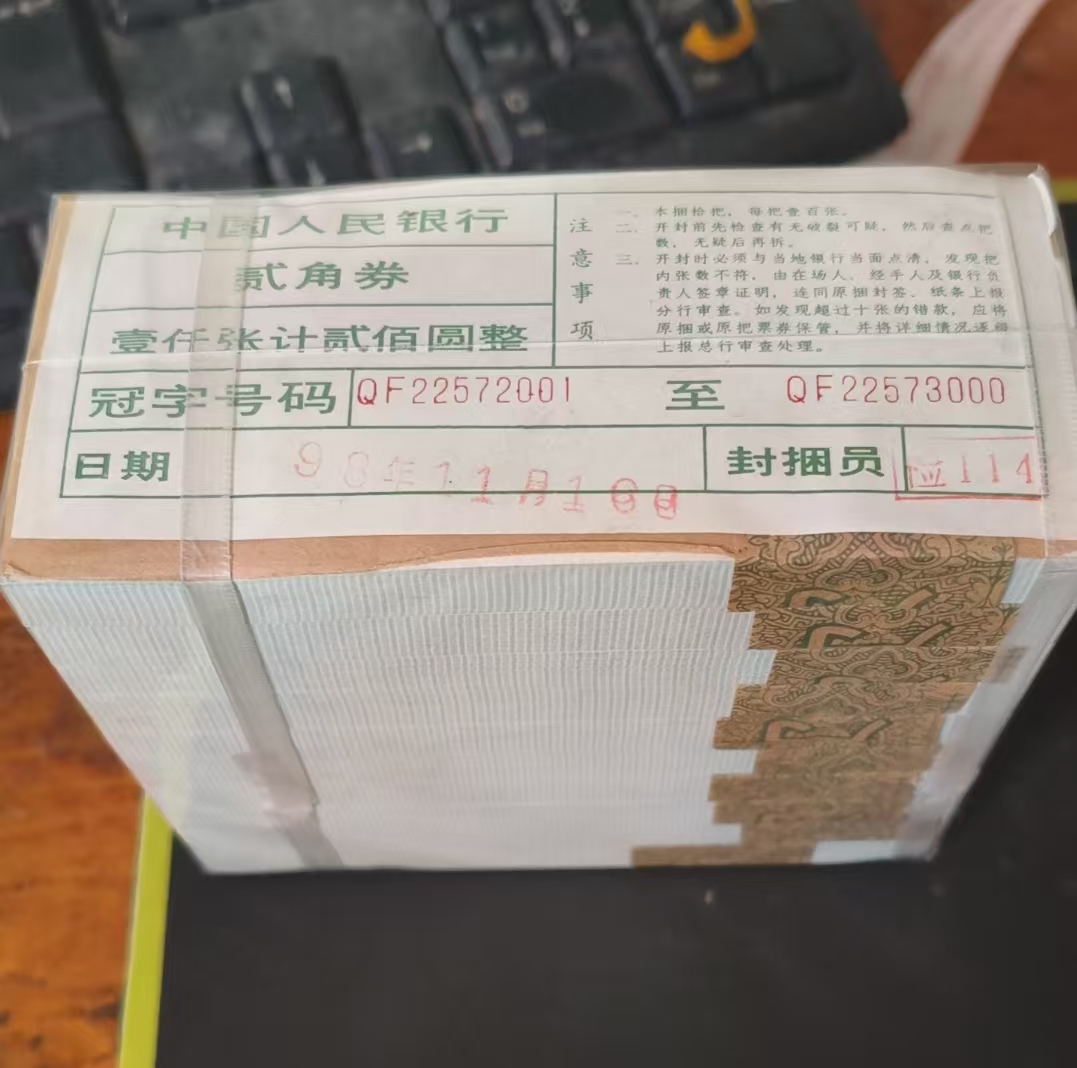 中国人民银行
贰角券
壹仟张计贰佰圆整
注意事项
一、本捆拾把，每把壹百张。
二、开封前先检查有无破裂可疑，然后查点把
数，无疑后再拆。
三、开封时必须与当地银行当面点清，发现把
内张数不符，由在场人、经手人及银行负
责人签章证明，连同原捆封签、纸条上报
分行审查。如发现超过十张的错款，应将
原捆或原把票券保管，并将详细情况逐级
上报总行审查处理。
冠字号码 QF22572001 至 QF22573000
日期 98年11月1 封捆员 114